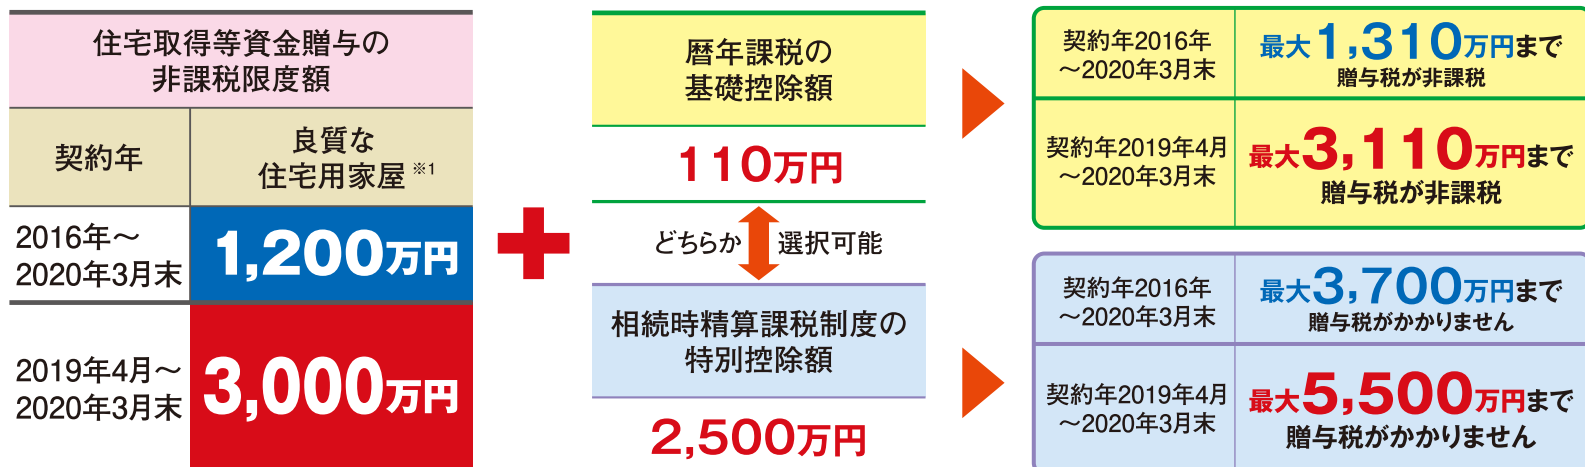 住宅取得等資金贈与の
非課税限度額
契約年
良質な
住宅用家屋 ※1
2016年～
2020年3月末
1,200万円
2019年4月～
2020年3月末
3,000万円
暦年課税の
基礎控除額
110万円
どちらか 選択可能
相続時精算課税制度の
特別控除額
2,500万円
契約年2016年
～2020年3月末
最大1,310万円まで
贈与税が非課税
契約年2019年4月
～2020年3月末
最大3,110万円まで
贈与税が非課税
契約年2016年
～2020年3月末
最大3,700万円まで
贈与税がかかりません
契約年2019年4月
～2020年3月末
最大5,500万円まで
贈与税がかかりません